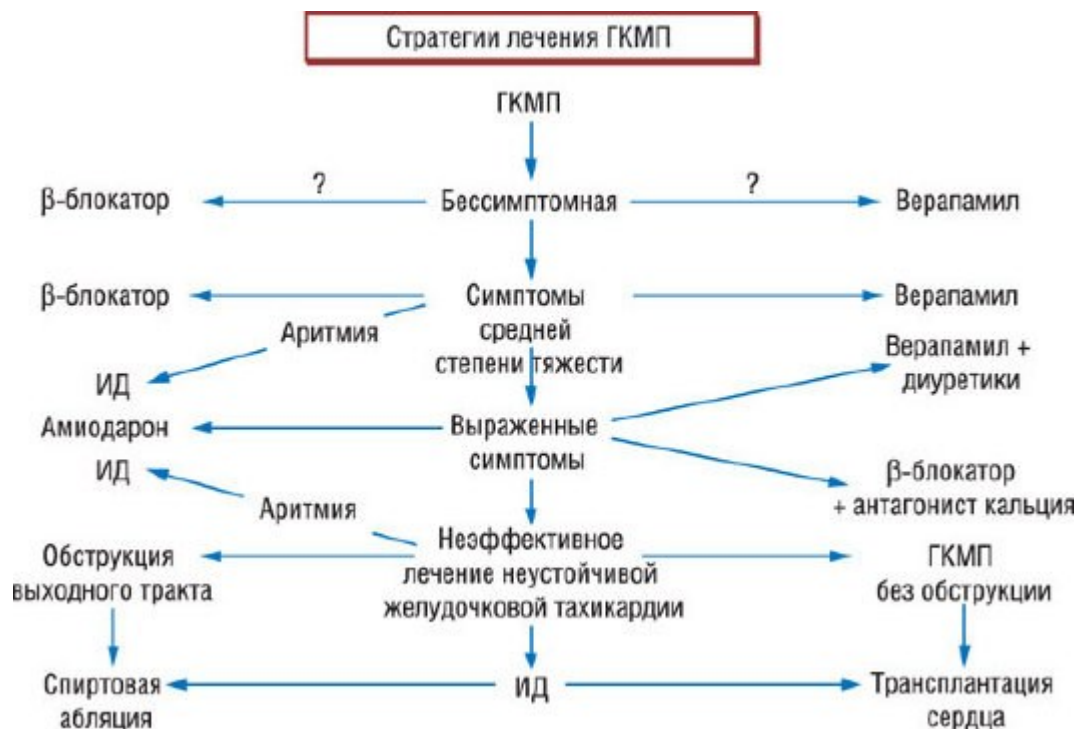 Стратегии лечения ГКМП
ГКМП
? ?
β-блокатор Бессимптомная Верапамил
β-блокатор Симптомы Верапамил
Аритмия средней
степени тяжести
Верапамил +
диуретики
ИД
Амиодарон Выраженные
симптомы
ИД
β-блокатор
+ антагонист кальция
Аритмия
Неэффективное
лечение неустойчивой
желудочковой тахикардии
Обструкция
выходного тракта
ГКМП
без обструкции
Спиртовая
абляция
ИД
Трансплантация
сердца